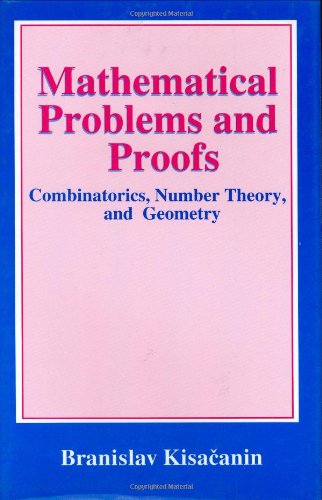 Mathematical
Problems and
Proofs
Combinatorics, Number Theory,
and Geometry
Branislav Kisačanin